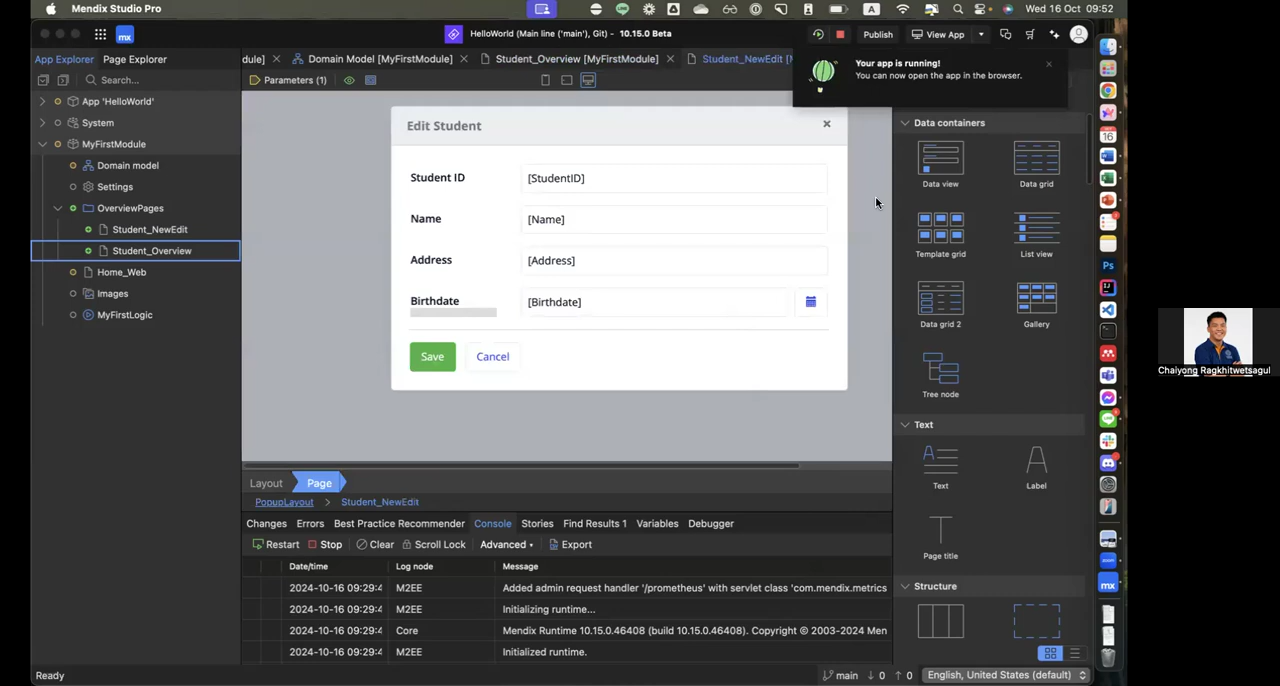 Mendix Studio Pro
A
Wed 16 Oct 09:52
mx
HelloWorld (Main line ('main'), Git) - 10.15.0 Beta
Publish
View App
App Explorer
Page Explorer
dule]
Domain Model [MyFirstModule]
Student_Overview [MyFirstModule]
Student_NewEdit [M
Your app is running!
You can now open the app in the browser.
Search...
Parameters (1)
App 'HelloWorld'
System
MyFirstModule
Domain model
Settings
OverviewPages
Student_NewEdit
Student_Overview
Home_Web
Images
MyFirstLogic
Edit Student
Student ID
[StudentID]
Name
[Name]
Address
[Address]
Birthdate
[Birthdate]
Save
Cancel
Data containers
Data view
Data grid
Template grid
List view
Data grid 2
Gallery
Tree node
Text
Text
Label
Page title
Structure
Layout
Page
PopupLayout > Student_NewEdit
Changes
Errors
Best Practice Recommender
Console
Stories
Find Results 1
Variables
Debugger
Restart
Stop
Clear
Scroll Lock
Advanced
Export
Date/time
Log node
Message
2024-10-16 09:29:4 M2EE Added admin request handler '/prometheus' with servlet class 'com.mendix.metrics
2024-10-16 09:29:4 M2EE Initializing runtime...
2024-10-16 09:29:4 Core Mendix Runtime 10.15.0.46408 (build 10.15.0.46408). Copyright © 2003-2024 Men
2024-10-16 09:29:4 M2EE Initialized runtime.
Ready
main
0
0
English, United States (default)
16
Ps
mx
Chaiyong Ragkhitwetsagul